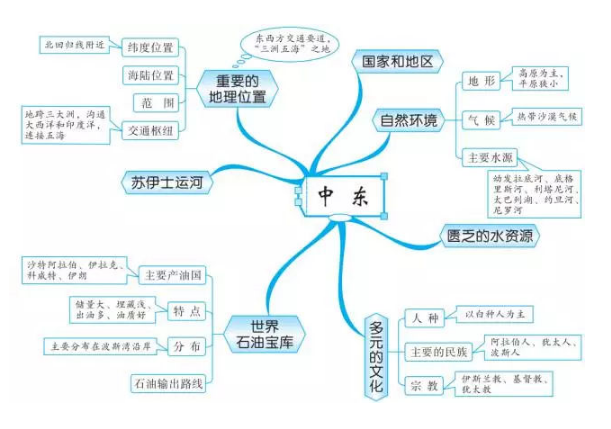 东西方交通要道，
“三洲五海”之地
北回归线附近
纬度位置
海陆位置
范 围
交通枢纽
地跨三大洲，沟通
大西洋和印度洋，
连接五海
重要的
地理位置
苏伊士运河
中 东
国家和地区
自然环境
地 形
高原为主，
平原狭小
气 候
热带沙漠气候
主要水源
幼发拉底河、底格
里斯河、利塔尼河、
太巴列湖、约旦河、
尼罗河
匮乏的水资源
世界
石油宝库
主要产油国
沙特阿拉伯、伊拉克、
科威特、伊朗
特 点
储量大、埋藏浅、
出油多、油质好
分 布
主要分布在波斯湾沿岸
石油输出路线
多元的文化
人 种
以白种人为主
主要的民族
阿拉伯人、犹太人、
波斯人
宗 教
伊斯兰教、基督教、
犹太教